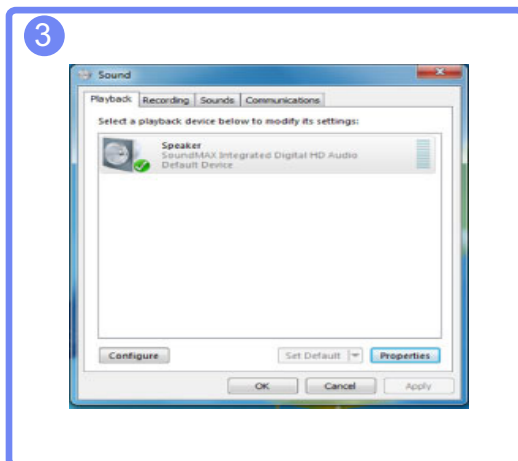 3
Sound
Playback Recording Sounds Communications
Select a playback device below to modify its settings:
Speaker
SoundMAX Integrated Digital HD Audio
Default Device
Configure Set Default Properties
OK Cancel Apply